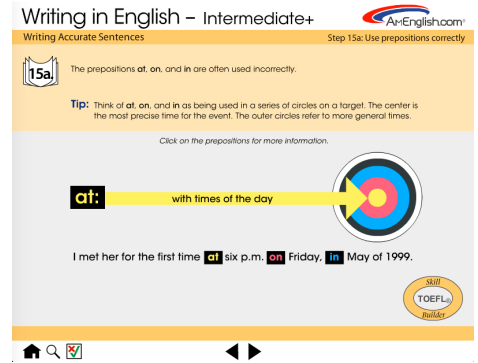 Writing in English – Intermediate+
AmEnglish.com®
Writing Accurate Sentences
Step 15a: Use prepositions correctly
15a.
The prepositions at, on, and in are often used incorrectly.
Tip: Think of at, on, and in as being used in a series of circles on a target. The center is
the most precise time for the event. The outer circles refer to more general times.
Click on the prepositions for more information.
at:
with times of the day
I met her for the first time at six p.m. on Friday, in May of 1999.
Skill
TOEFL®
Builder